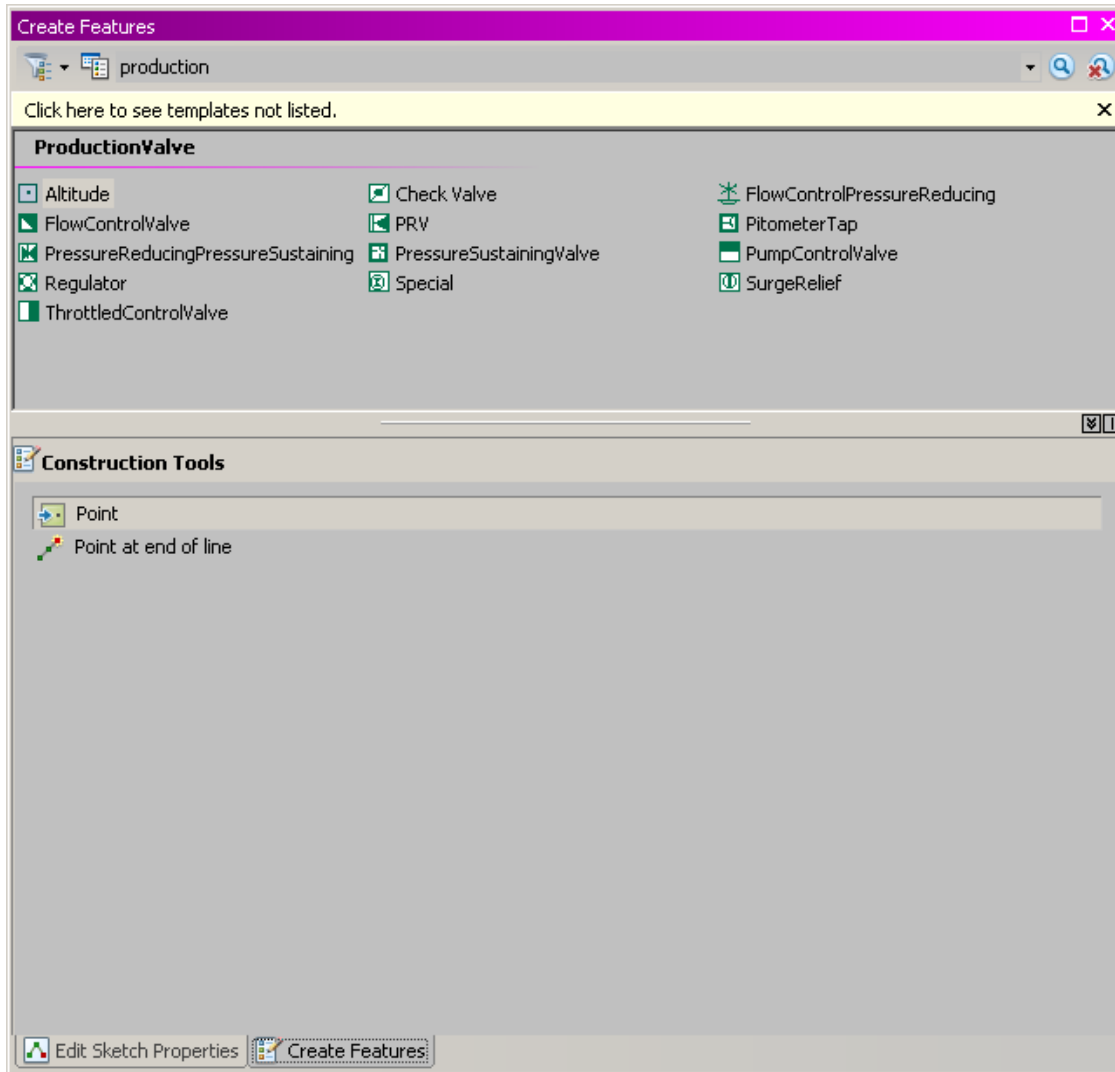 Create Features
production
Click here to see templates not listed.
ProductionValve
Altitude Check Valve FlowControlPressureReducing
FlowControlValve PRV PitometerTap
PressureReducingPressureSustaining PressureSustainingValve PumpControlValve
Regulator Special SurgeRelief
ThrottledControlValve
Construction Tools
Point
Point at end of line
Edit Sketch Properties Create Features